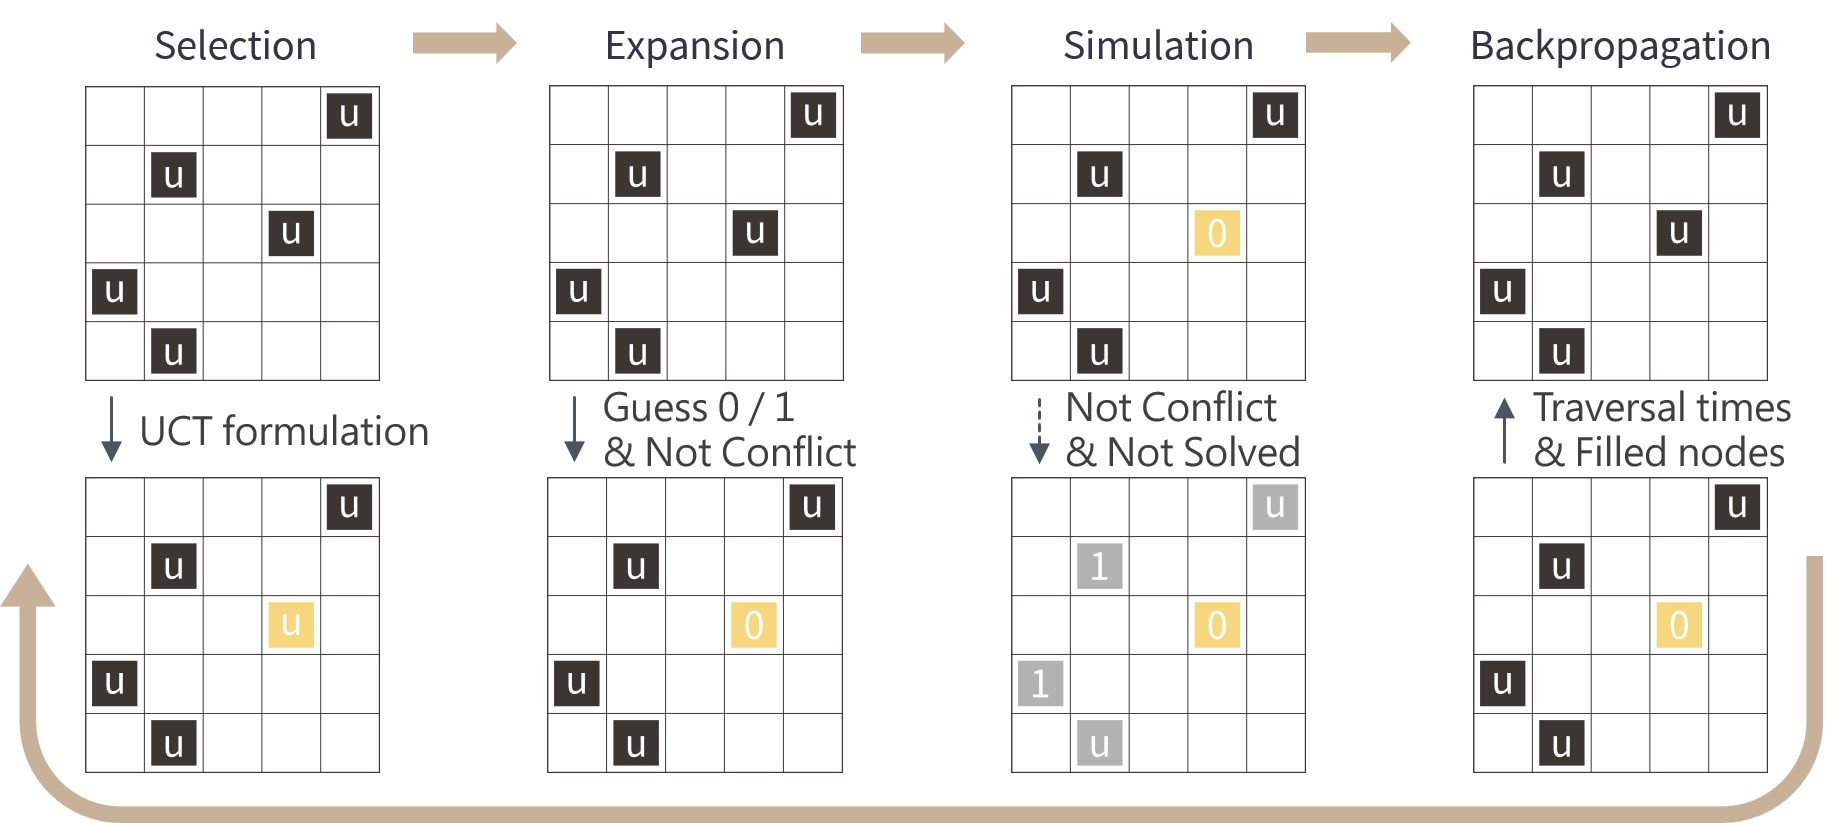 Selection
Expansion
Simulation
Backpropagation
u
u
u
u
u
u
u
u
u
u
u
u
0
u
u
u
u
u
u
u
UCT formulation
Guess 0 / 1
& Not Conflict
Not Conflict
& Not Solved
Traversal times
& Filled nodes
u
u
u
u
u
u
u
0
u
u
u
1
0
1
u
u
u
0
u
u